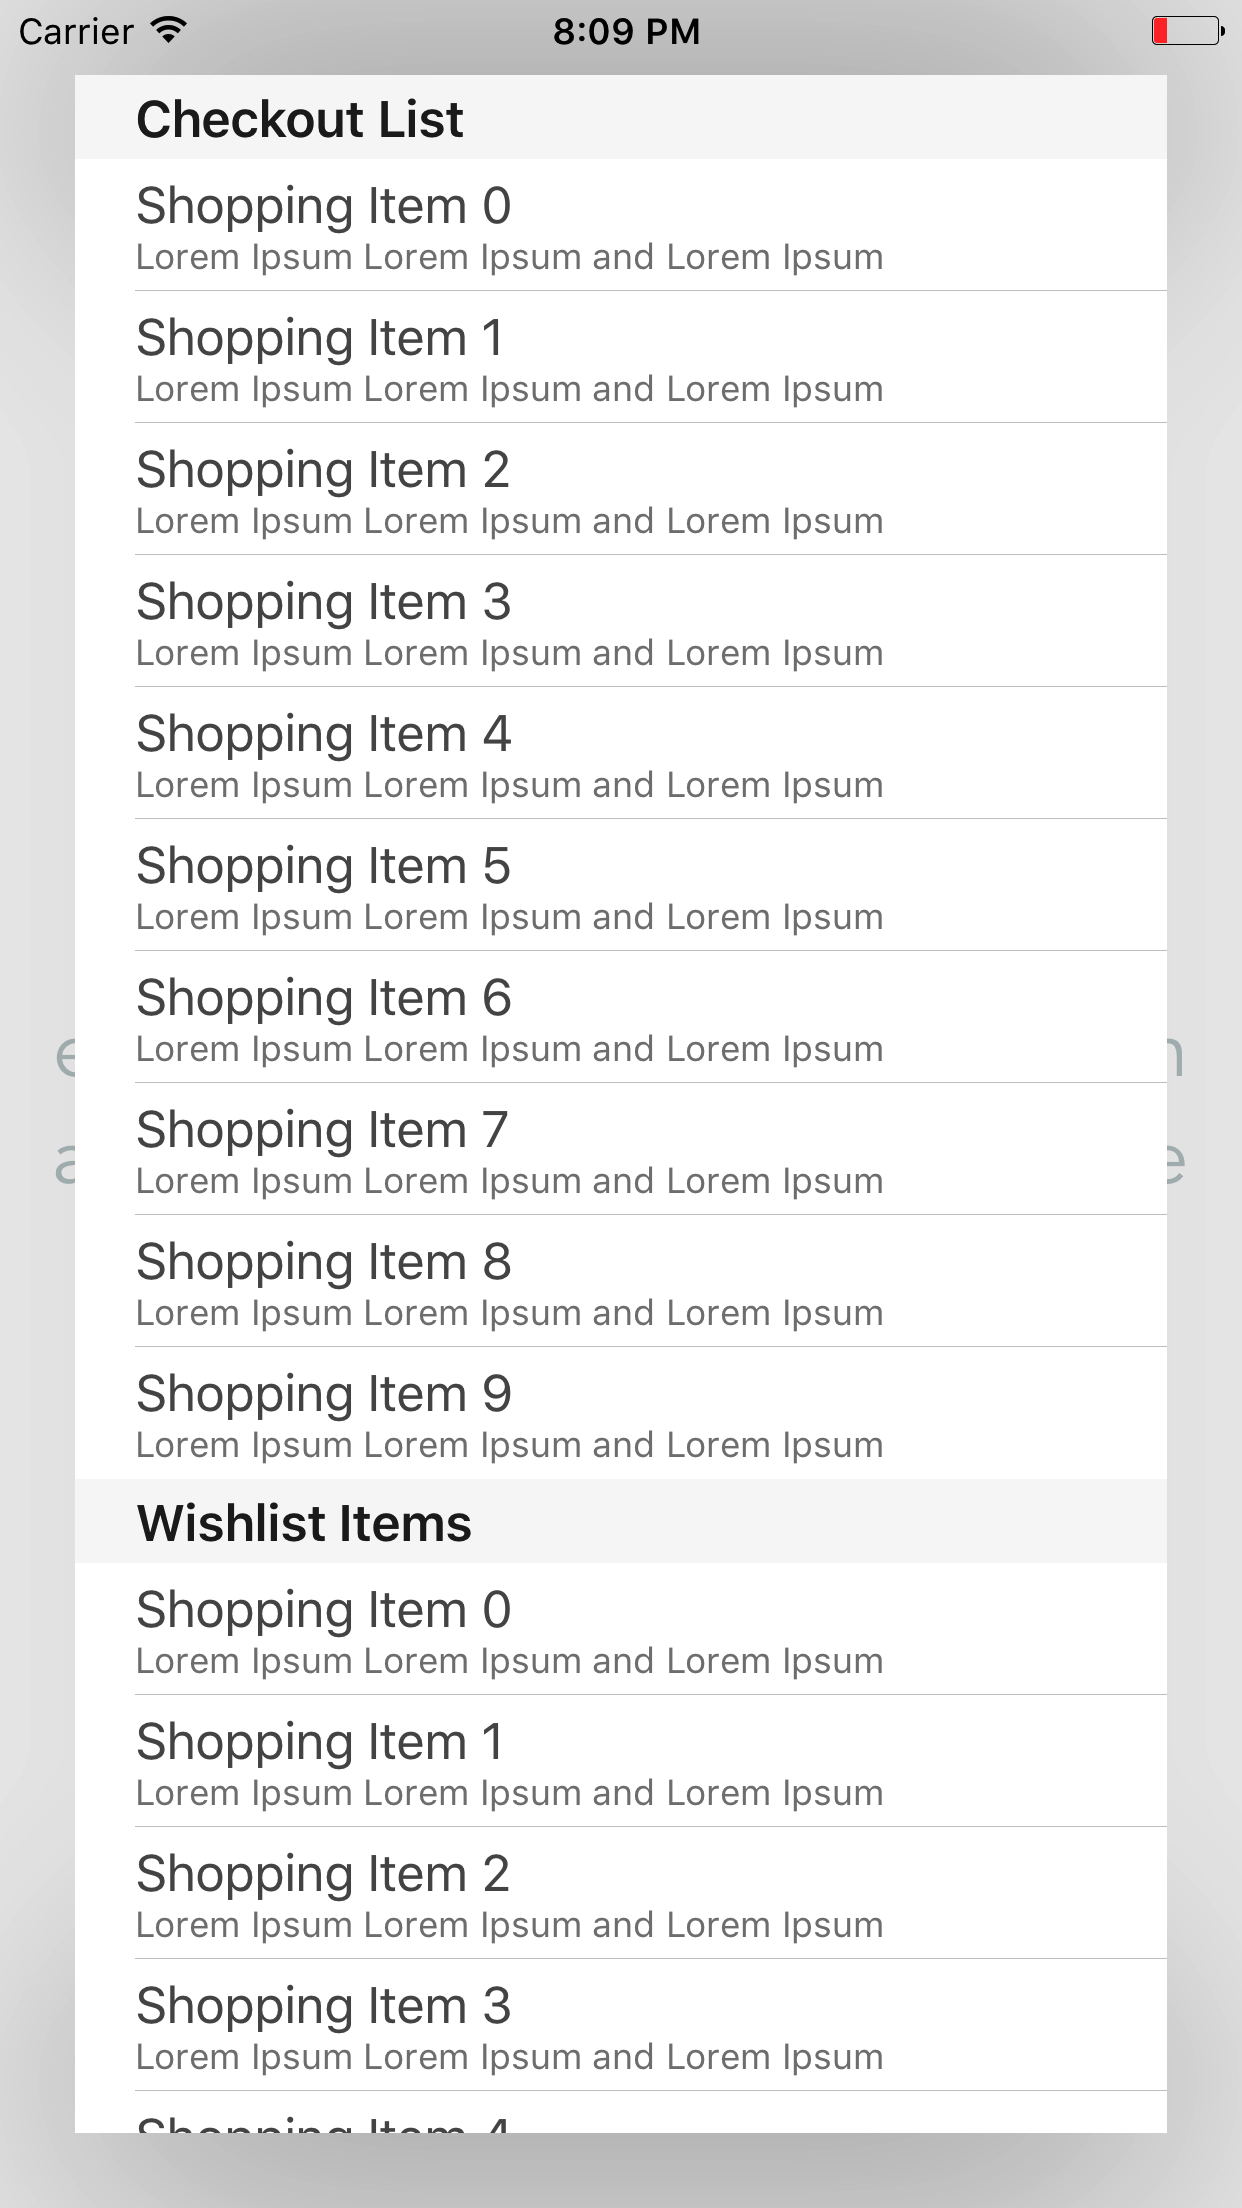 Carrier 8:09 PM
Checkout List
Shopping Item 0
Lorem Ipsum Lorem Ipsum and Lorem Ipsum
Shopping Item 1
Lorem Ipsum Lorem Ipsum and Lorem Ipsum
Shopping Item 2
Lorem Ipsum Lorem Ipsum and Lorem Ipsum
Shopping Item 3
Lorem Ipsum Lorem Ipsum and Lorem Ipsum
Shopping Item 4
Lorem Ipsum Lorem Ipsum and Lorem Ipsum
Shopping Item 5
Lorem Ipsum Lorem Ipsum and Lorem Ipsum
Shopping Item 6
Lorem Ipsum Lorem Ipsum and Lorem Ipsum
Shopping Item 7
Lorem Ipsum Lorem Ipsum and Lorem Ipsum
Shopping Item 8
Lorem Ipsum Lorem Ipsum and Lorem Ipsum
Shopping Item 9
Lorem Ipsum Lorem Ipsum and Lorem Ipsum
Wishlist Items
Shopping Item 0
Lorem Ipsum Lorem Ipsum and Lorem Ipsum
Shopping Item 1
Lorem Ipsum Lorem Ipsum and Lorem Ipsum
Shopping Item 2
Lorem Ipsum Lorem Ipsum and Lorem Ipsum
Shopping Item 3
Lorem Ipsum Lorem Ipsum and Lorem Ipsum
Shopping Item 4